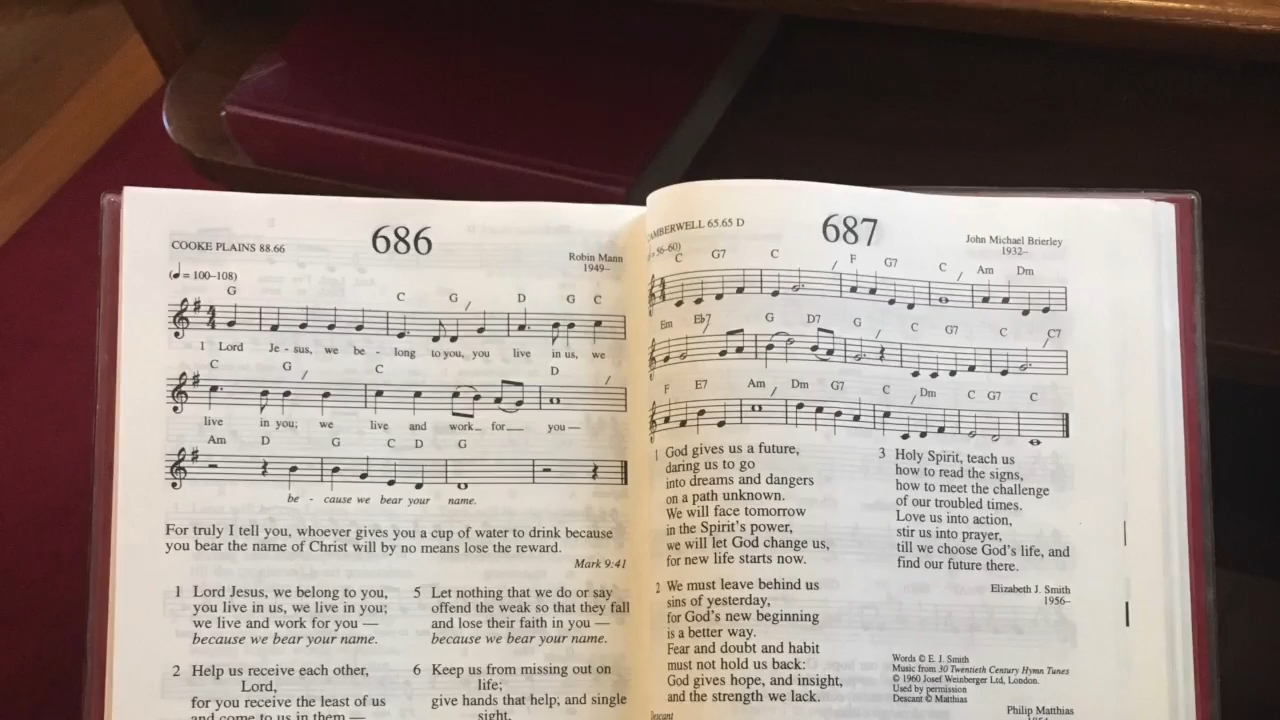 686
COOKE PLAINS 88.66
Robin Mann
1949–
(♩ = 100–108)
G C G D G C
1 Lord Je - sus, we be - long to you, you live in us, we
C G C D
live in you; we live and work– for–– you —
Am D G C D G
be - cause we bear your name.
For truly I tell you, whoever gives you a cup of water to drink because
you bear the name of Christ will by no means lose the reward.
Mark 9:41
1 Lord Jesus, we belong to you,
you live in us, we live in you;
we live and work for you —
because we bear your name.
2 Help us receive each other,
Lord,
for you receive the least of us
and come to us in them —
5 Let nothing that we do or say
offend the weak so that they fall
and lose their faith in you —
because we bear your name.
6 Keep us from missing out on
life;
give hands that help, and single
sight,
687
AMBERWELL 65.65 D
John Michael Brierley
1932–
= 56–60)
C G7 C F G7 C Am Dm
Em Eb7 G D7 G C G7 C C7
F E7 Am Dm G7 C Dm C G7 C
1 God gives us a future,
daring us to go
into dreams and dangers
on a path unknown.
We will face tomorrow
in the Spirit's power,
we will let God change us,
for new life starts now.
2 We must leave behind us
sins of yesterday,
for God's new beginning
is a better way.
Fear and doubt and habit
must not hold us back:
God gives hope, and insight,
and the strength we lack.
Descant
3 Holy Spirit, teach us
how to read the signs,
how to meet the challenge
of our troubled times.
Love us into action,
stir us into prayer,
till we choose God's life, and
find our future there.
Elizabeth J. Smith
1956–
Words © E. J. Smith
Music from 30 Twentieth Century Hymn Tunes
© 1960 Josef Weinberger Ltd, London.
Used by permission
Descant © Matthias
Philip Matthias